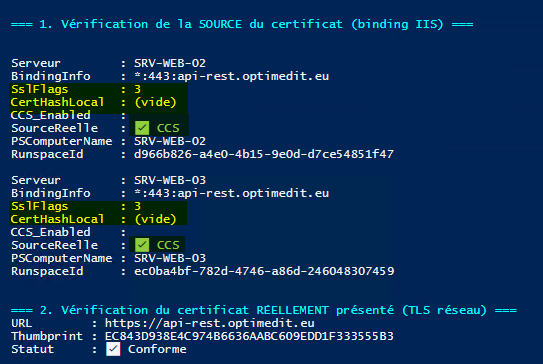 === 1. Vérification de la SOURCE du certificat (binding IIS) ===
Serveur : SRV-WEB-02
BindingInfo : *:443:api-rest.optimedit.eu
SslFlags : 3
CertHashLocal : (vide)
CCS_Enabled :
SourceReelle : ✅ CCS
PSComputerName : SRV-WEB-02
RunspaceId : d966b826-a4e0-4b15-9e0d-d7ce54851f47
Serveur : SRV-WEB-03
BindingInfo : *:443:api-rest.optimedit.eu
SslFlags : 3
CertHashLocal : (vide)
CCS_Enabled :
SourceReelle : ✅ CCS
PSComputerName : SRV-WEB-03
RunspaceId : ec0ba4bf-782d-4746-a86d-246048307459
=== 2. Vérification du certificat RÉELLEMENT présenté (TLS réseau) ===
URL : https://api-rest.optimedit.eu
Thumbprint : EC843D938E4C974B6636AABC609EDD1F333555B3
Statut : ✅ Conforme